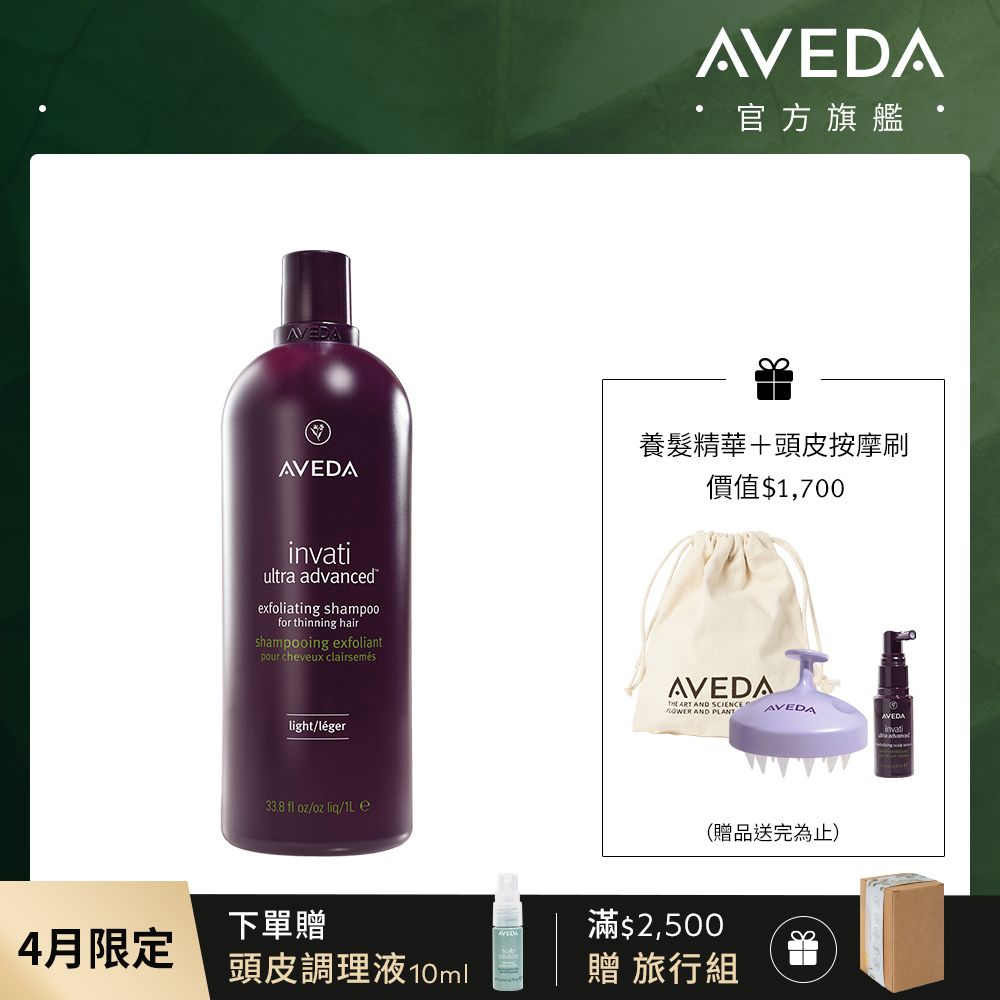 AVEDA
官方旗艦
AVEDA
AVEDA
invati
ultra advanced™
exfoliating shampoo
for thinning hair
shampooing exfoliant
pour cheveux clairsemés
light/léger
33.8 fl oz/oz liq/1L ℮
養髮精華＋頭皮按摩刷
價值$1,700
AVEDA
THE ART AND SCIENCE
FLOWER AND PLANT
AVEDA
AVEDA
invati
ultra advanced
（贈品送完為止）
4月限定
下單贈
頭皮調理液10ml
AVEDA
滿$2,500
贈 旅行組